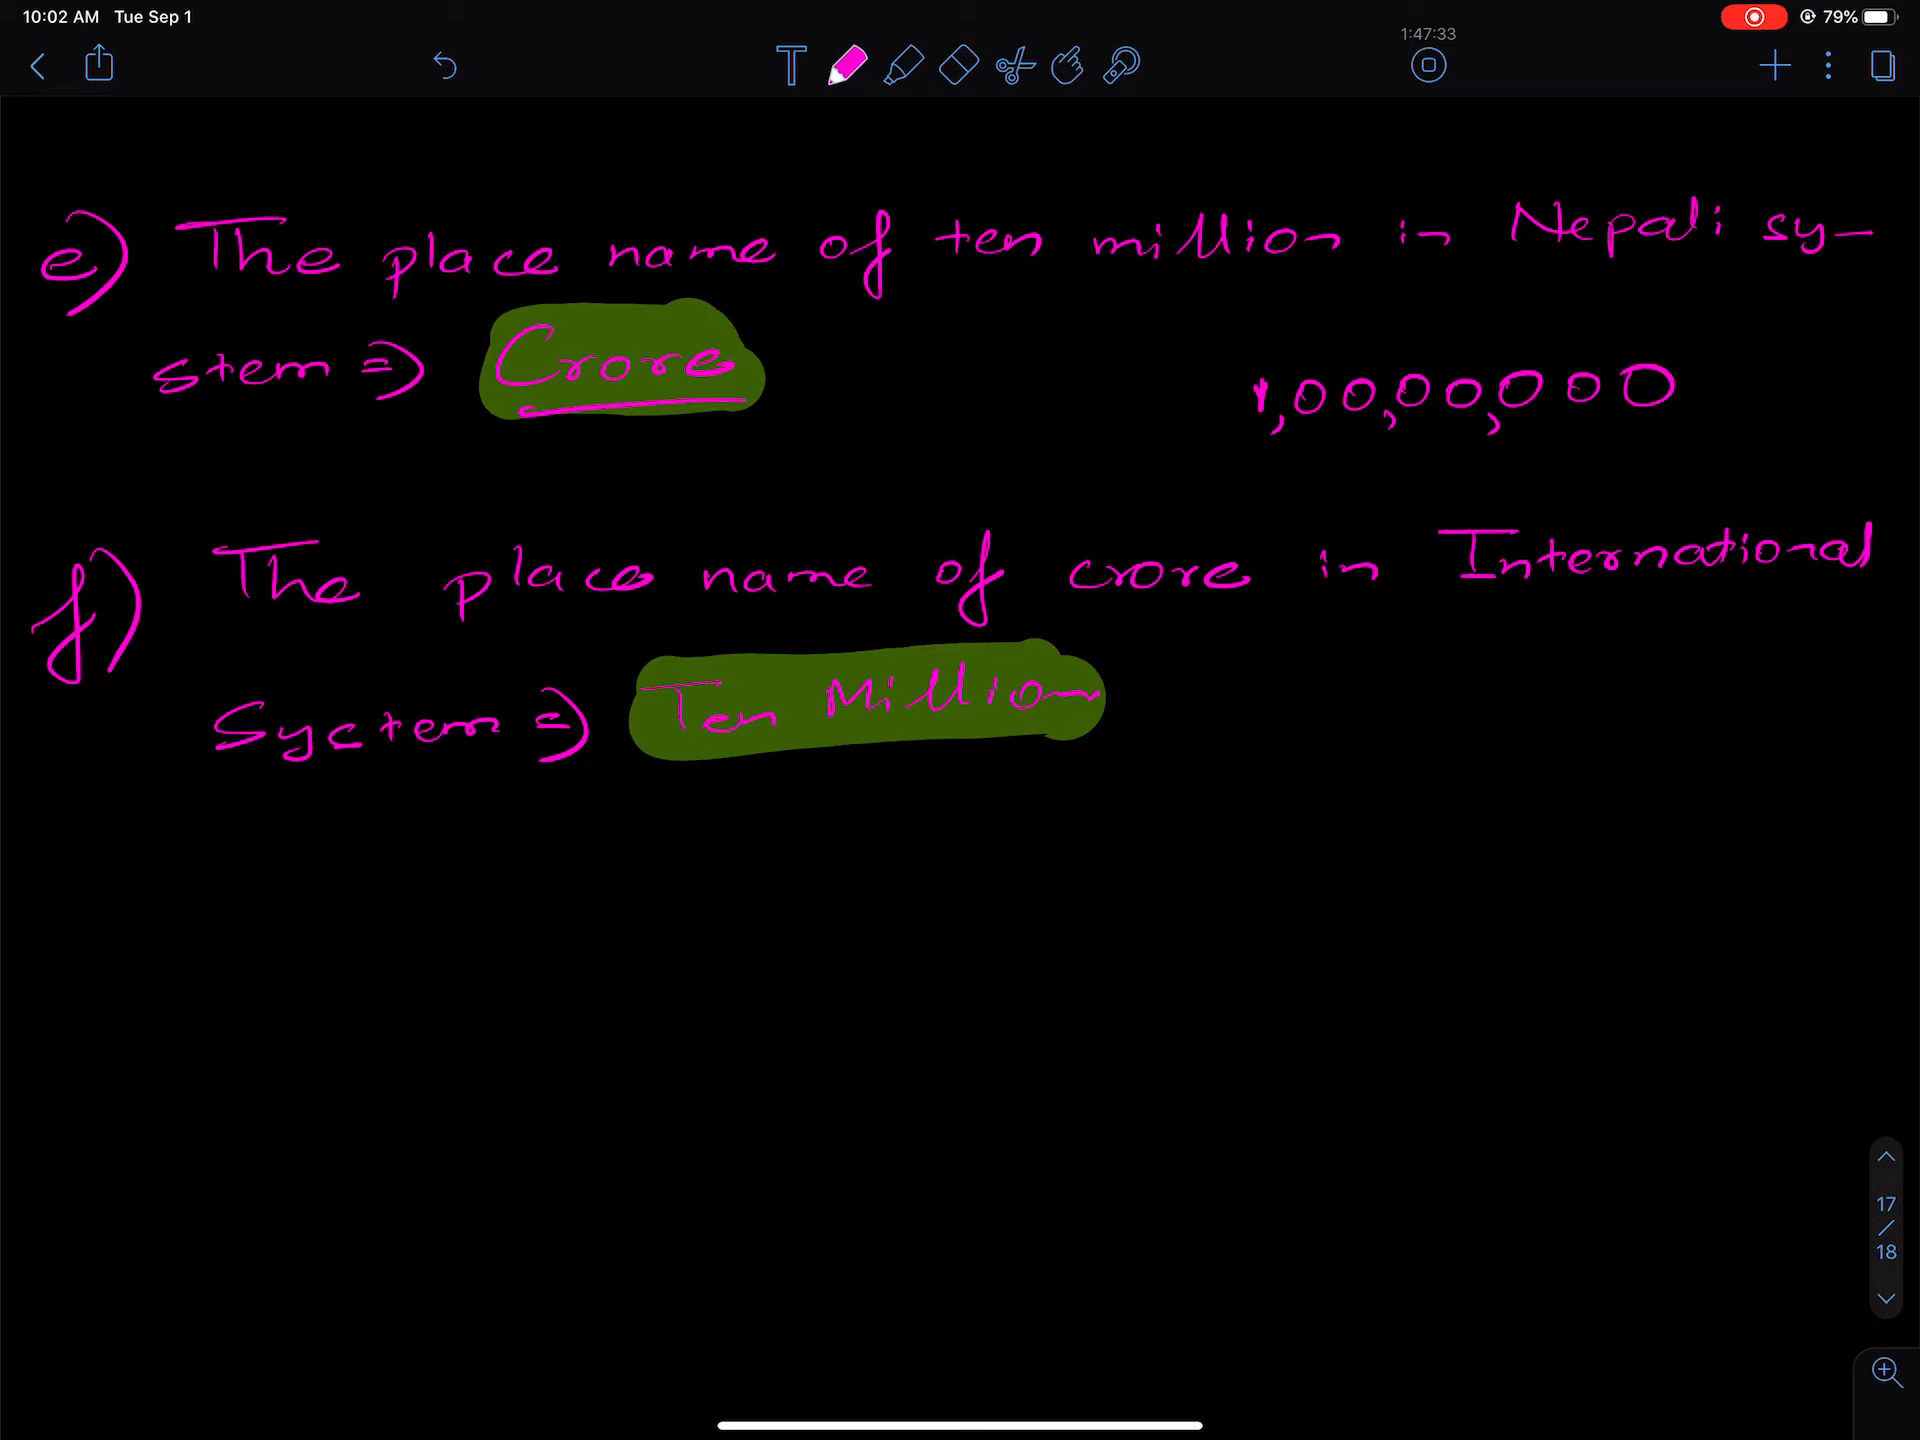 10:02 AM Tue Sep 1
79%
1:47:33
e) The place name of ten million in Nepali sy-
stem => Crore
1,00,00,000
f) The place name of crore in International
System => Ten Million
17
/
18